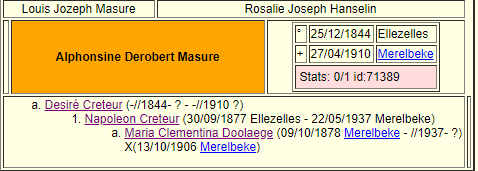 Louis Jozeph Masure Rosalie Joseph Hanselin
Alphonsine Derobert Masure
° 25/12/1844 Ellezelles
+ 27/04/1910 Merelbeke
Stats: 0/1 id:71389
a. Desiré Creteur (-//1844- ? - -//1910 ?)
1. Napoleon Creteur (30/09/1877 Ellezelles - 22/05/1937 Merelbeke)
a. Maria Clementina Doolaege (09/10/1878 Merelbeke - //1937- ?)
X(13/10/1906 Merelbeke)